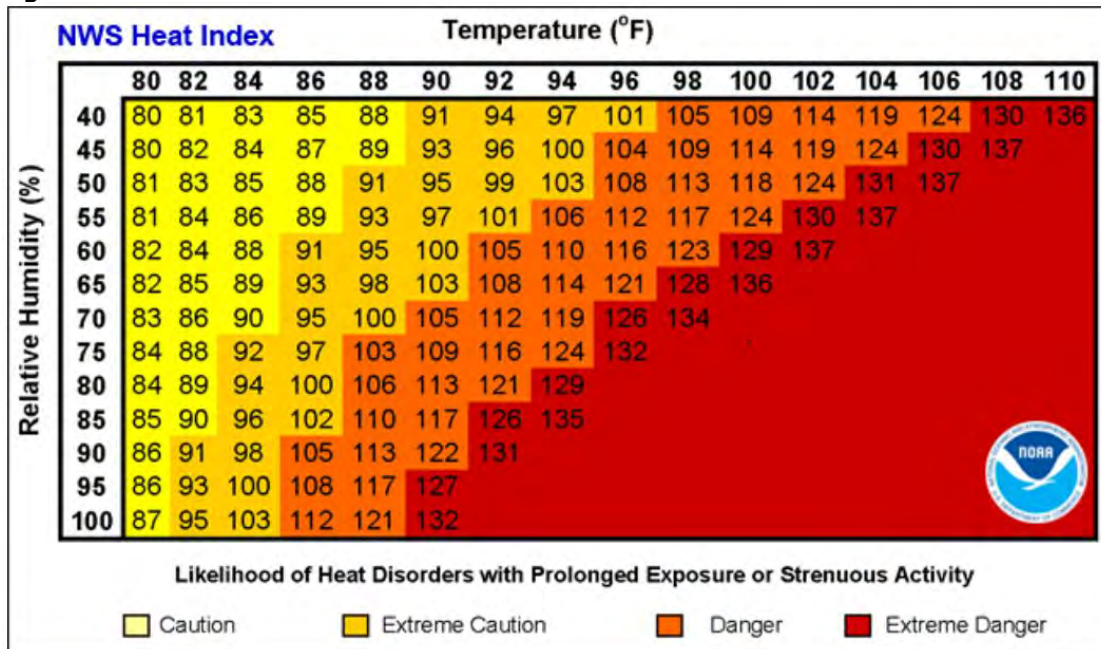 NWS Heat Index
Temperature (°F)
80 82 84 86 88 90 92 94 96 98 100 102 104 106 108 110
Relative Humidity (%)
40 80 81 83 85 88 91 94 97 101 105 109 114 119 124 130 136
45 80 82 84 87 89 93 96 100 104 109 114 119 124 130 137
50 81 83 85 88 91 95 99 103 108 113 118 124 131 137
55 81 84 86 89 93 97 101 106 112 117 124 130 137
60 82 84 88 91 95 100 105 110 116 123 129 137
65 82 85 89 93 98 103 108 114 121 128 136
70 83 86 90 95 100 105 112 119 126 134
75 84 88 92 97 103 109 116 124 132
80 84 89 94 100 106 113 121 129
85 85 90 96 102 110 117 126 135
90 86 91 98 105 113 122 131
95 86 93 100 108 117 127
100 87 95 103 112 121 132
NOAA
Likelihood of Heat Disorders with Prolonged Exposure or Strenuous Activity
Caution Extreme Caution Danger Extreme Danger